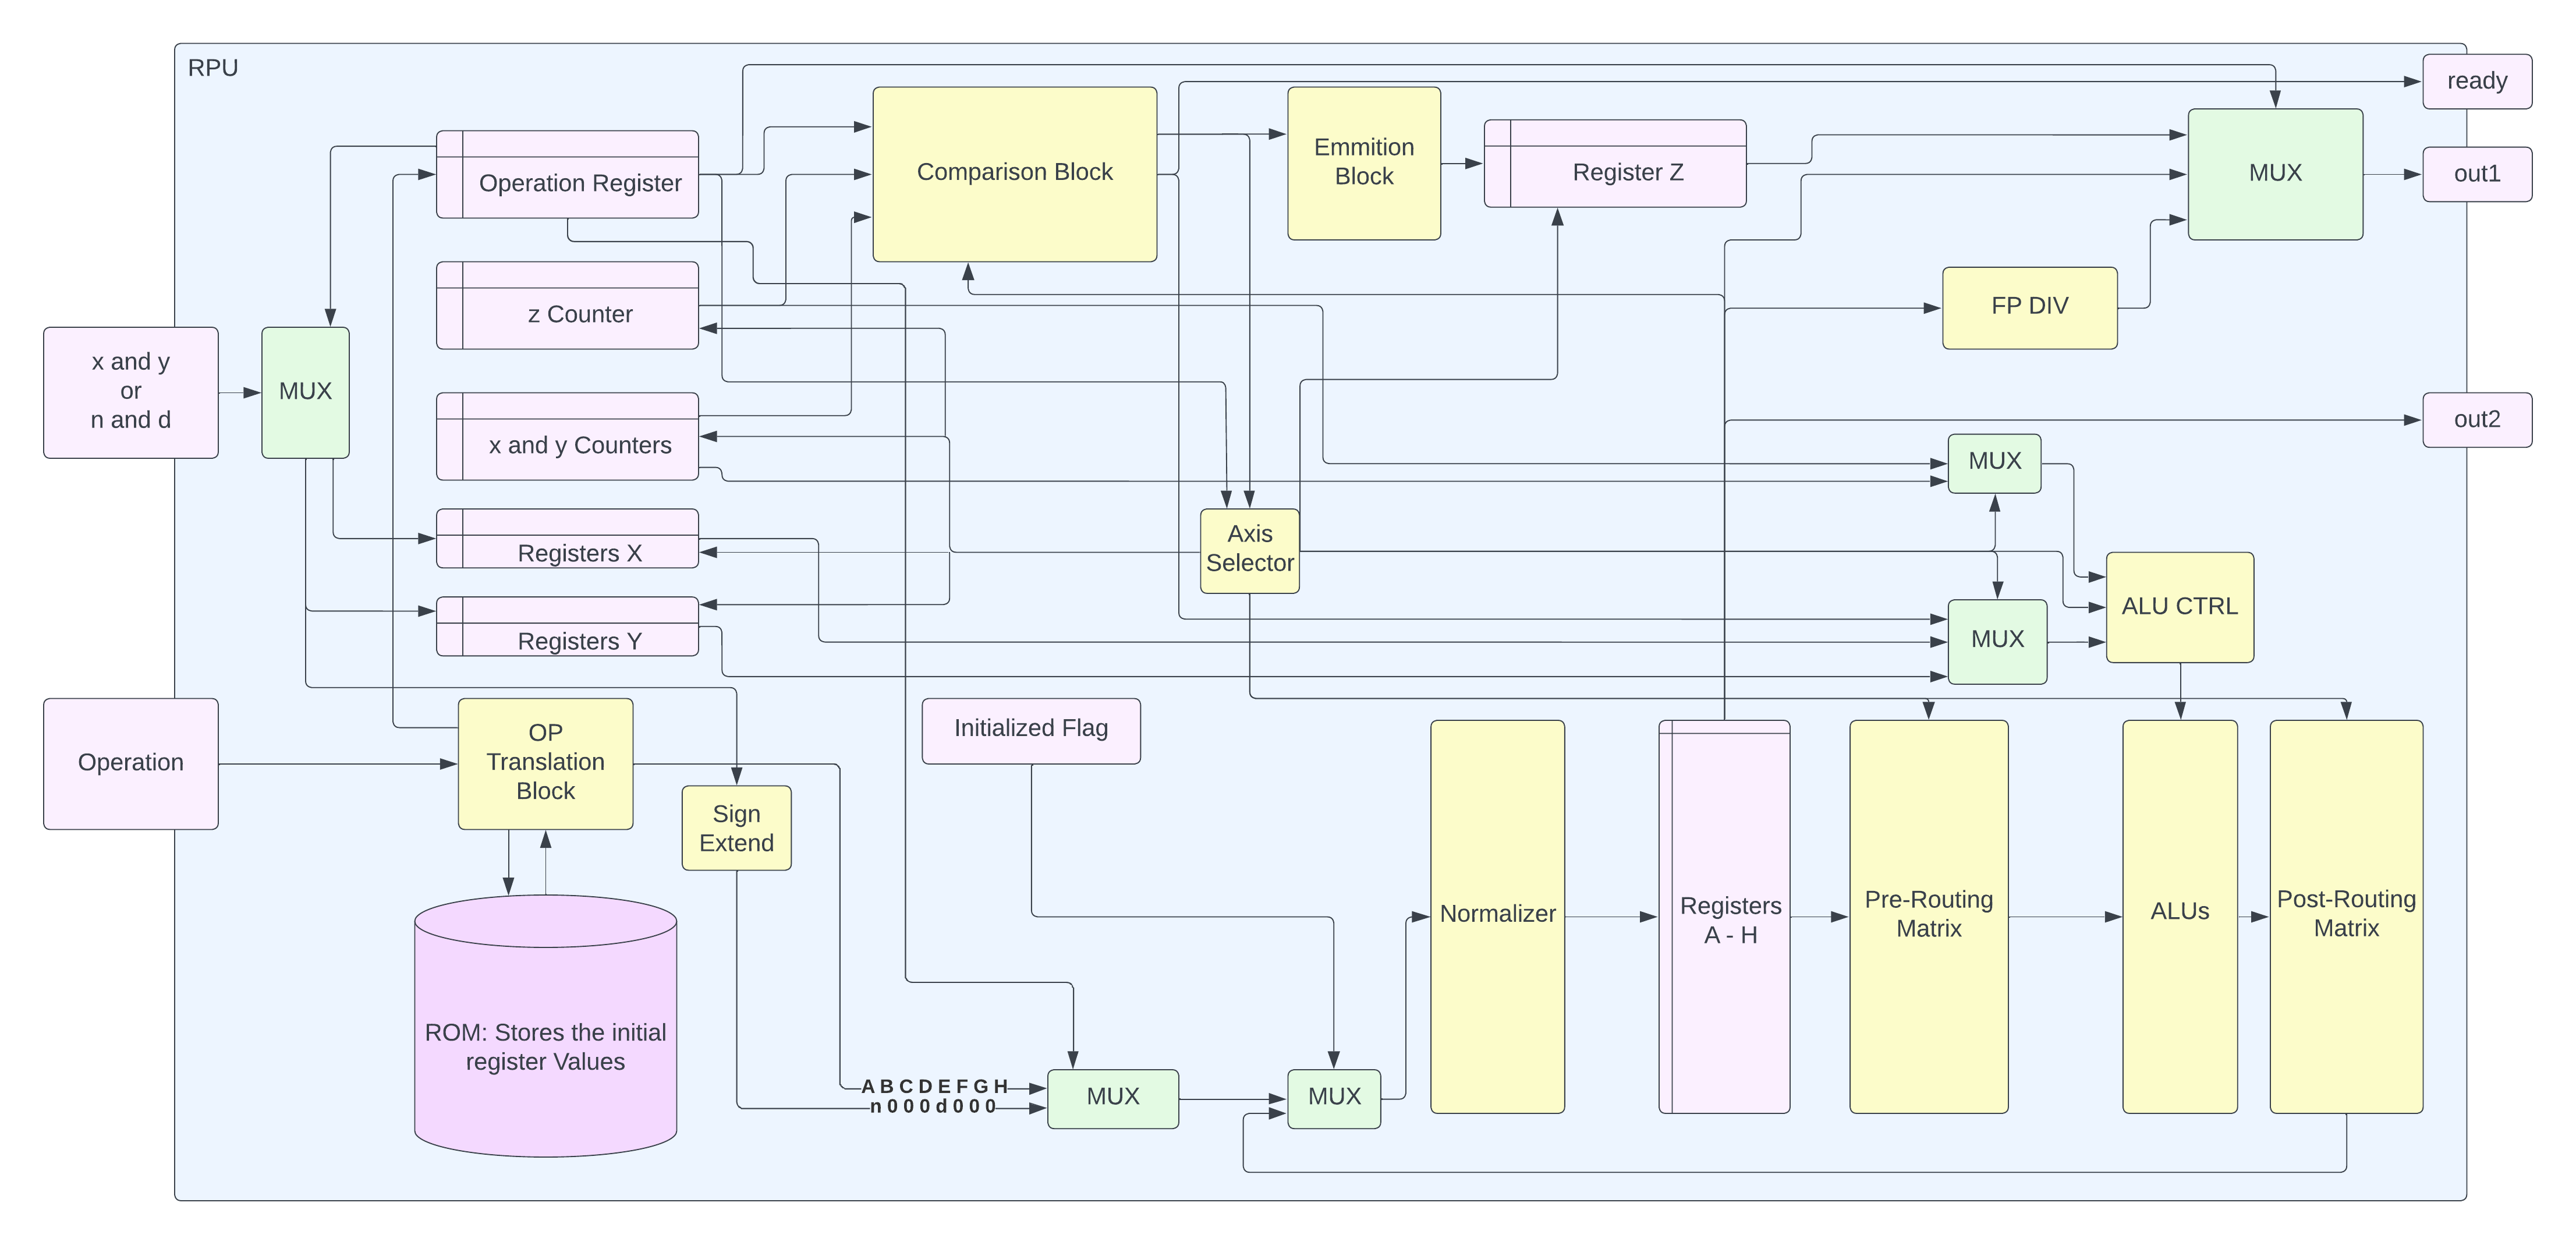 RPU
ready
Emmition
Block
Comparison Block
Operation Register
Register Z
MUX
out1
z Counter
FP DIV
x and y
or
n and d
MUX
x and y Counters
out2
MUX
Axis
Selector
Registers X
ALU CTRL
Registers Y
MUX
Operation
OP
Translation
Block
Initialized Flag
Sign
Extend
Normalizer
Registers
A - H
Pre-Routing
Matrix
ALUs
Post-Routing
Matrix
ROM: Stores the initial
register Values
A B C D E F G H
n 0 0 0 d 0 0 0
MUX
MUX